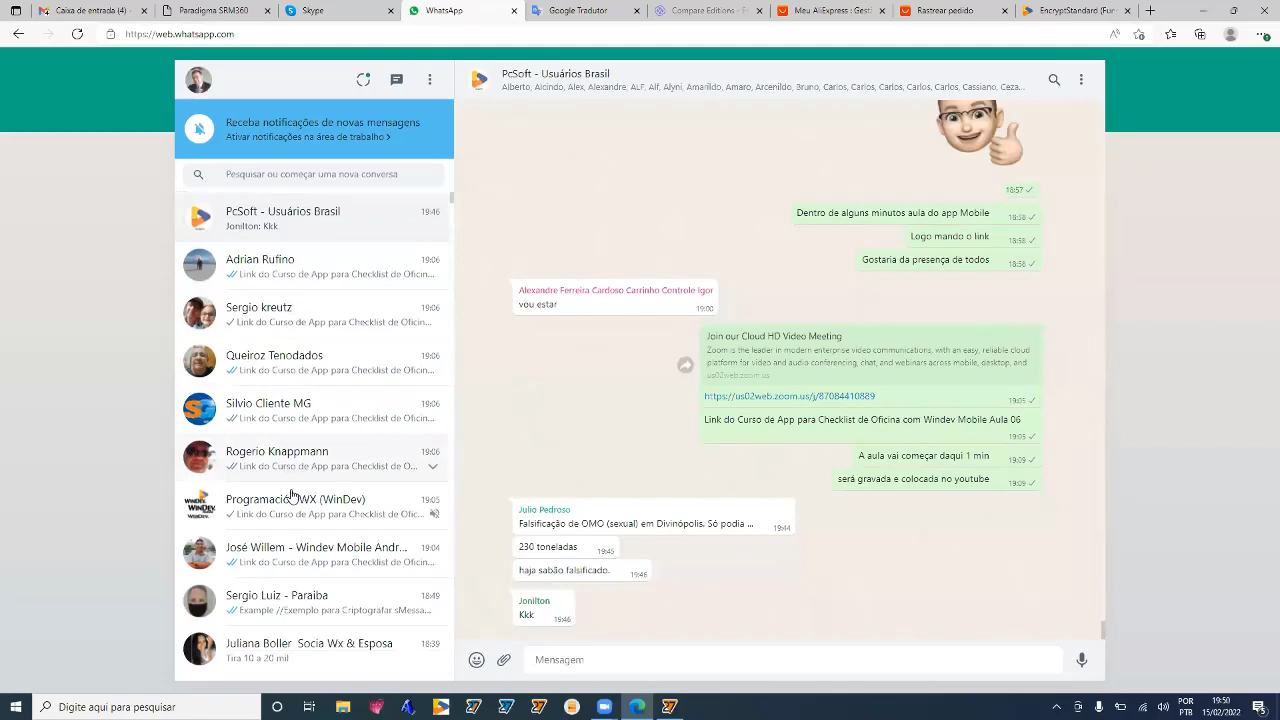 Caixa de entrada (4) - amarildo
Paradigma SRM360
Skype
WhatsApp
Google Tradutor
Compare Editions - E
Meu AliExpress : Gest
Rastrear pedido
EncryptStandard (Fun
https://web.whatsapp.com
PcSoft - Usuários Brasil
Alberto, Alcindo, Alex, Alexandre, ALF, Alf, Alyni, Amarildo, Amaro, Arcenildo, Bruno, Carlos, Carlos, Carlos, Carlos, Carlos, Cassiano, Ceza...
Receba notificações de novas mensagens
Ativar notificações na área de trabalho >
Pesquisar ou começar uma nova conversa
PcSoft - Usuários Brasil 19:46
Jonilton: Kkk
Adrian Rufino 19:06
Link do Curso de App para Checklist de Oficin...
Sergio kreutz 19:06
Link do Curso de App para Checklist de Oficin...
Queiroz Tenodados 19:06
Link do Curso de App para Checklist de Oficin...
Silvio Cliente MG 19:06
Link do Curso de App para Checklist de Oficin...
Rogerio Knappmann 19:06
Link do Curso de App para Checklist de O...
WINDEV
Programación WX (WinDev) 19:05
Link do Curso de App para Checklist de Oficin...
José Willem - Windev Mobile Andr... 19:04
Link do Curso de App para Checklist de Oficin...
Sergio Luiz - Paraiba 18:49
Example //Exemplo para Criptografar sMessa...
Juliana Boller Socia Wx & Esposa 18:39
Tira 10 a 20 mil
18:57
Dentro de alguns minutos aula do app Mobile 18:58
Logo mando o link 18:58
Gostaria da presença de todos 18:58
Alexandre Ferreira Cardoso Carrinho Controle Igor
vou estar 19:00
Join our Cloud HD Video Meeting
Zoom is the leader in modern enterprise video communications, with an easy, reliable cloud
platform for video and audio conferencing, chat, and webinars across mobile, desktop, and
us02web.zoom.us
https://us02web.zoom.us/j/87084410889 19:05
Link do Curso de App para Checklist de Oficina com Windev Mobile Aula 06
19:05
A aula vai começar daqui 1 min 19:09
será gravada e colocada no youtube 19:09
Julio Pedroso
Falsificação de OMO (sexual) em Divinópolis. Só podia ... 19:44
230 toneladas 19:45
haja sabão falsificado. 19:46
Jonilton
Kkk 19:46
Mensagem
Digite aqui para pesquisar
POR
PTB
19:50
15/02/2022